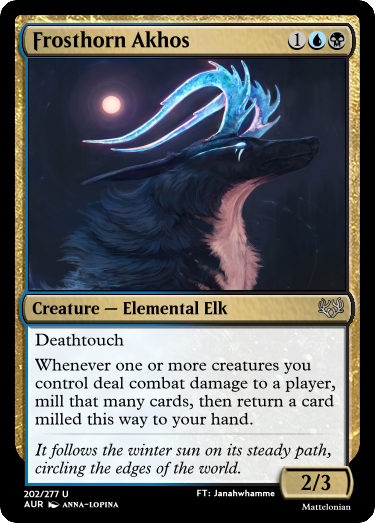 Frosthorn Akhos 1
Creature — Elemental Elk
Deathtouch
Whenever one or more creatures you
control deal combat damage to a player,
mill that many cards, then return a card
milled this way to your hand.
It follows the winter sun on its steady path,
circling the edges of the world.
2/3
202/277 U FT: Janahwhamme
AUR ANNA-LOPINA Mattelonian